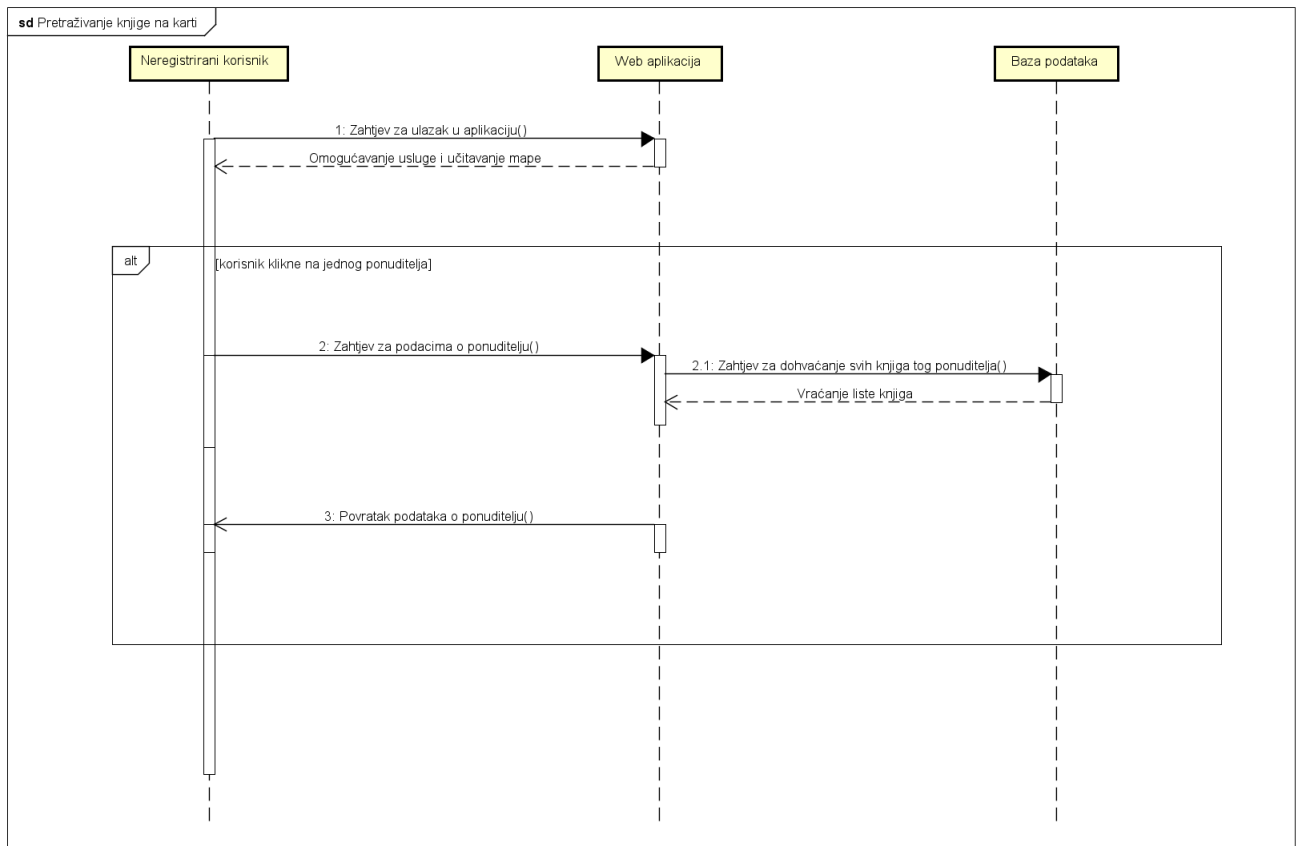 sd Pretraživanje knjige na karti
Neregistrirani korisnik
Web aplikacija
Baza podataka
1: Zahtjev za ulazak u aplikaciju()
Omogućavanje usluge i učitavanje mape
alt
[korisnik klikne na jednog ponuditelja]
2: Zahtjev za podacima o ponuditelju()
2.1: Zahtjev za dohvaćanje svih knjiga tog ponuditelja()
Vraćanje liste knjiga
3: Povratak podataka o ponuditelju()